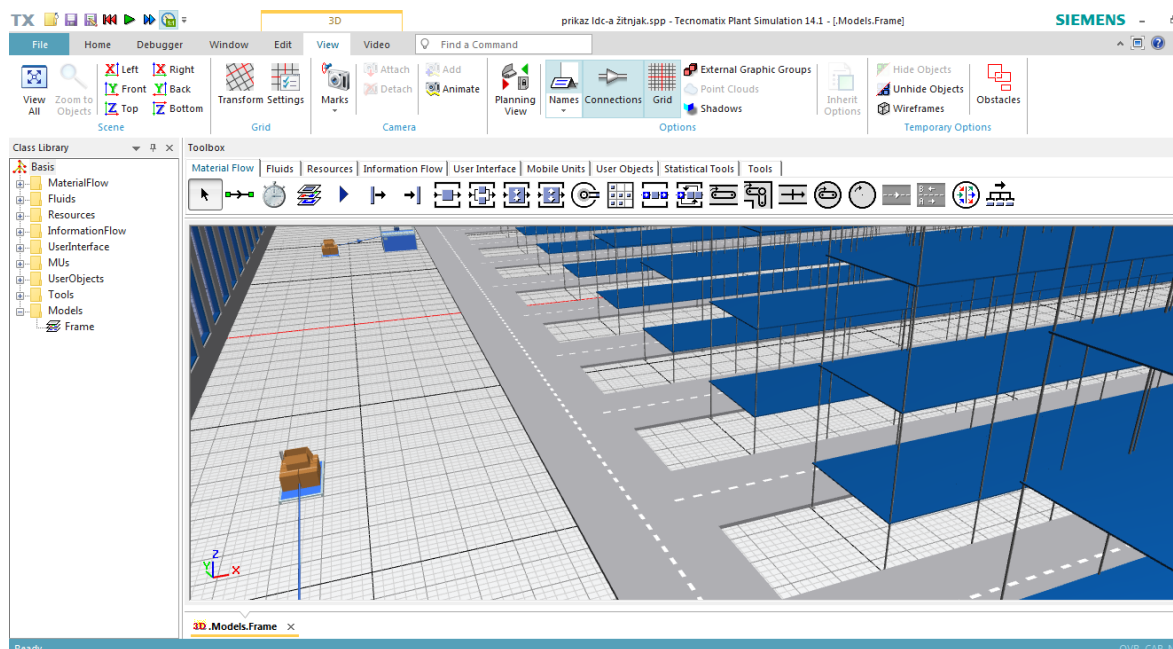 TX 3D prikaz ldc-a žitnjak.spp - Tecnomatix Plant Simulation 14.1 - [.Models.Frame] SIEMENS
File Home Debugger Window Edit View Video Find a Command
View All
Zoom to Objects
X Left X Right
Y Front Y Back
Z Top Z Bottom
Scene
Transform Settings
Grid
Marks
Attach
Detach
Add
Animate
Camera
Planning View
Names
Connections
Grid
External Graphic Groups
Point Clouds
Shadows
Inherit Options
Options
Hide Objects
Unhide Objects
Wireframes
Obstacles
Temporary Options
Class Library
Basis
MaterialFlow
Fluids
Resources
InformationFlow
UserInterface
MUs
UserObjects
Tools
Models
Frame
Toolbox
Material Flow Fluids Resources Information Flow User Interface Mobile Units User Objects Statistical Tools Tools
Z
Y X
3D .Models.Frame
Ready